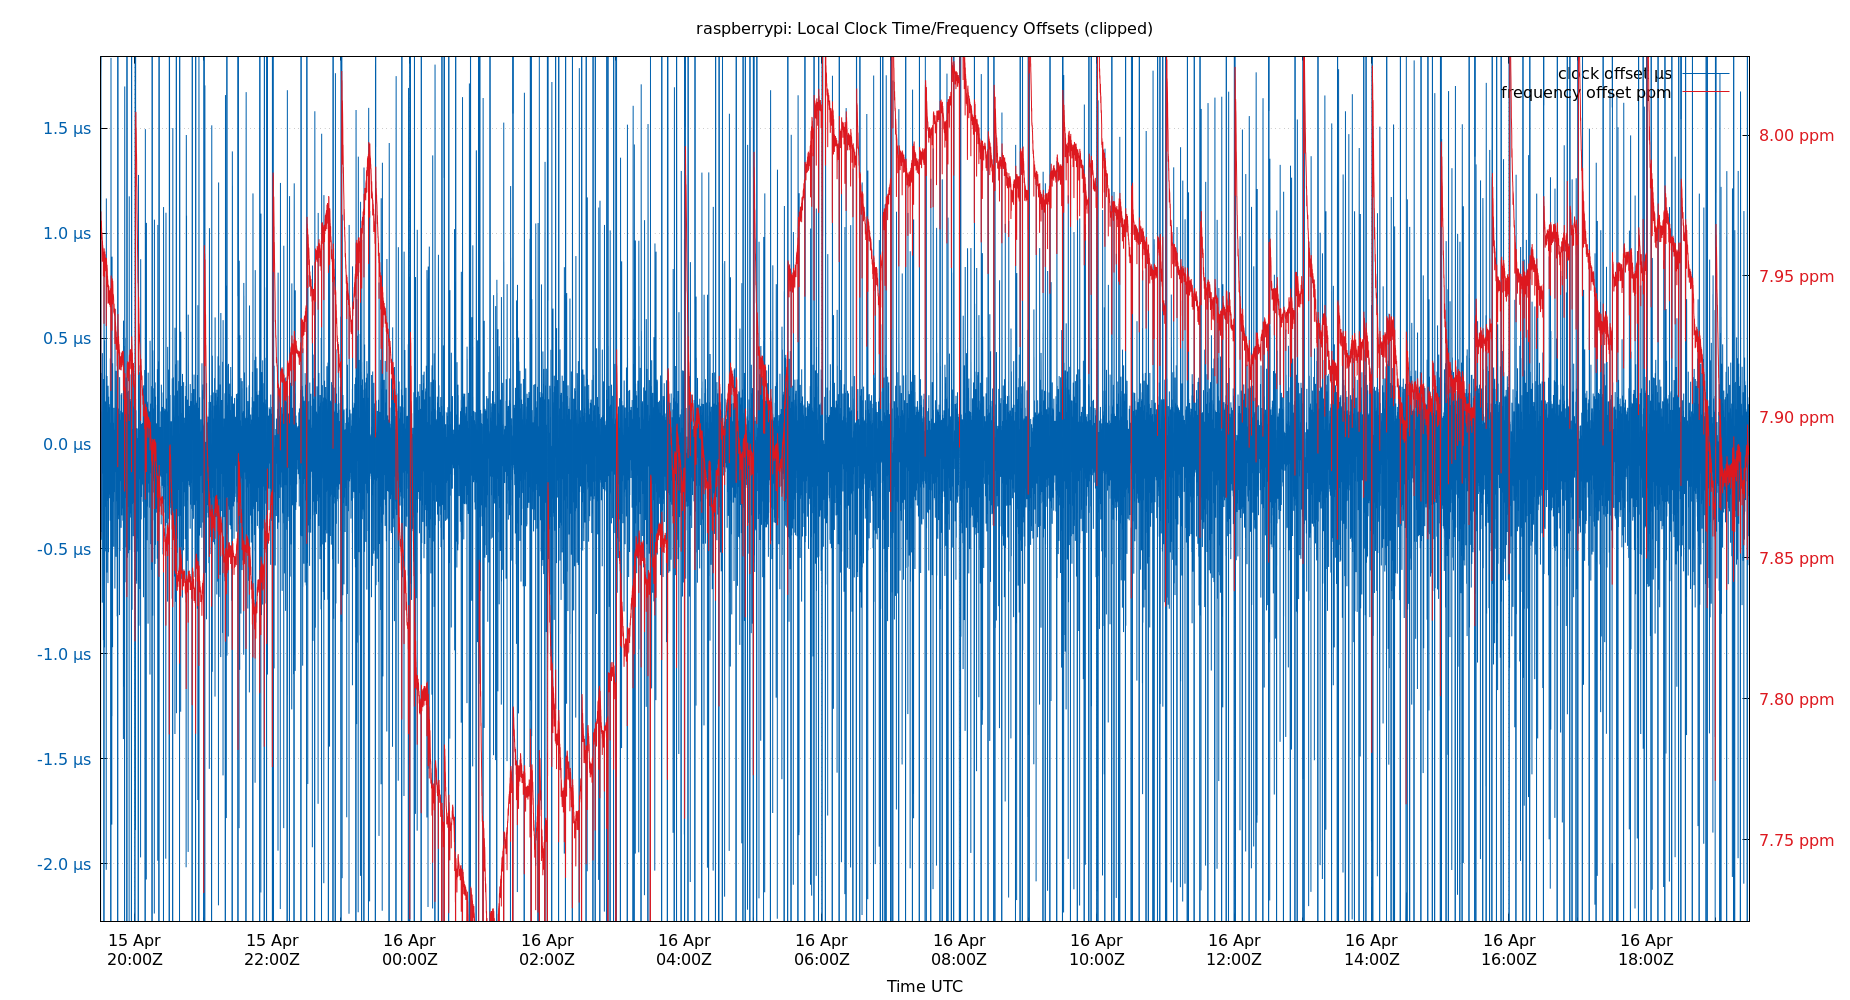 raspberrypi: Local Clock Time/Frequency Offsets (clipped)
clock offset µs
frequency offset ppm
1.5 µs
1.0 µs
0.5 µs
0.0 µs
-0.5 µs
-1.0 µs
-1.5 µs
-2.0 µs
8.00 ppm
7.95 ppm
7.90 ppm
7.85 ppm
7.80 ppm
7.75 ppm
15 Apr 15 Apr 16 Apr 16 Apr 16 Apr 16 Apr 16 Apr 16 Apr 16 Apr 16 Apr 16 Apr 16 Apr
20:00Z 22:00Z 00:00Z 02:00Z 04:00Z 06:00Z 08:00Z 10:00Z 12:00Z 14:00Z 16:00Z 18:00Z
Time UTC